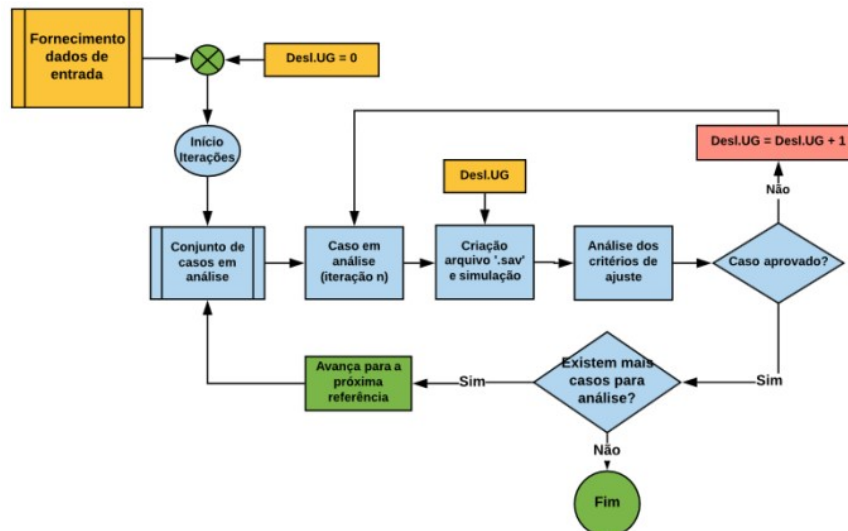 Fornecimento
dados de
entrada
Desl.UG = 0
Início
Iterações
Desl.UG = Desl.UG + 1
Desl.UG
Não
Conjunto de
casos em
análise
Caso em
análise
(iteração n)
Criação
arquivo '.sav'
e simulação
Análise dos
critérios de
ajuste
Caso aprovado?
Avança para a
próxima
referência
Sim
Existem mais
casos para
análise?
Sim
Não
Fim